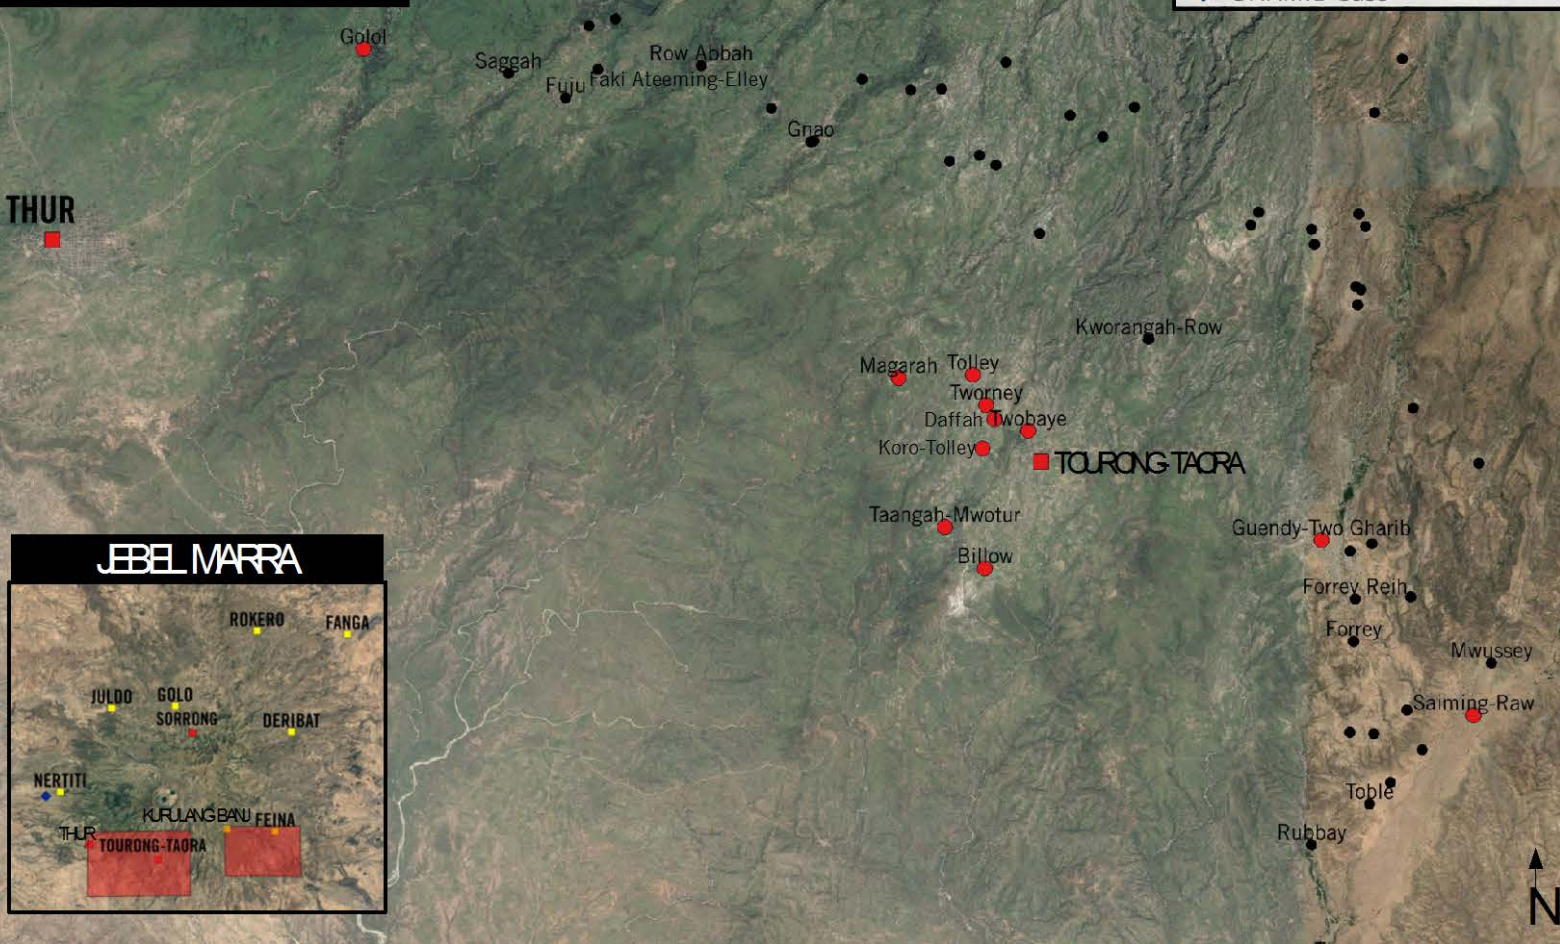 Golol
Saggah
Row Abbah
Fuju
Faki Ateeming-Elley
Gnao
THUR
Kworangah-Row
Magarah
Tolley
Tworney
Daffah
Twobaye
Koro-Tolley
TOURONG-TAORA
Taangah-Mwotur
Guendy-Two Gharib
Billow
Forrey Reih
Forrey
Mwussey
Saiming-Raw
Toble
Rubbay
N
JEBEL MARRA
ROKERO
FANGA
JULDO
GOLO
SORRONG
DERIBAT
NERTITI
KURULANG BANJ
FEINA
THUR
TOURONG-TAORA